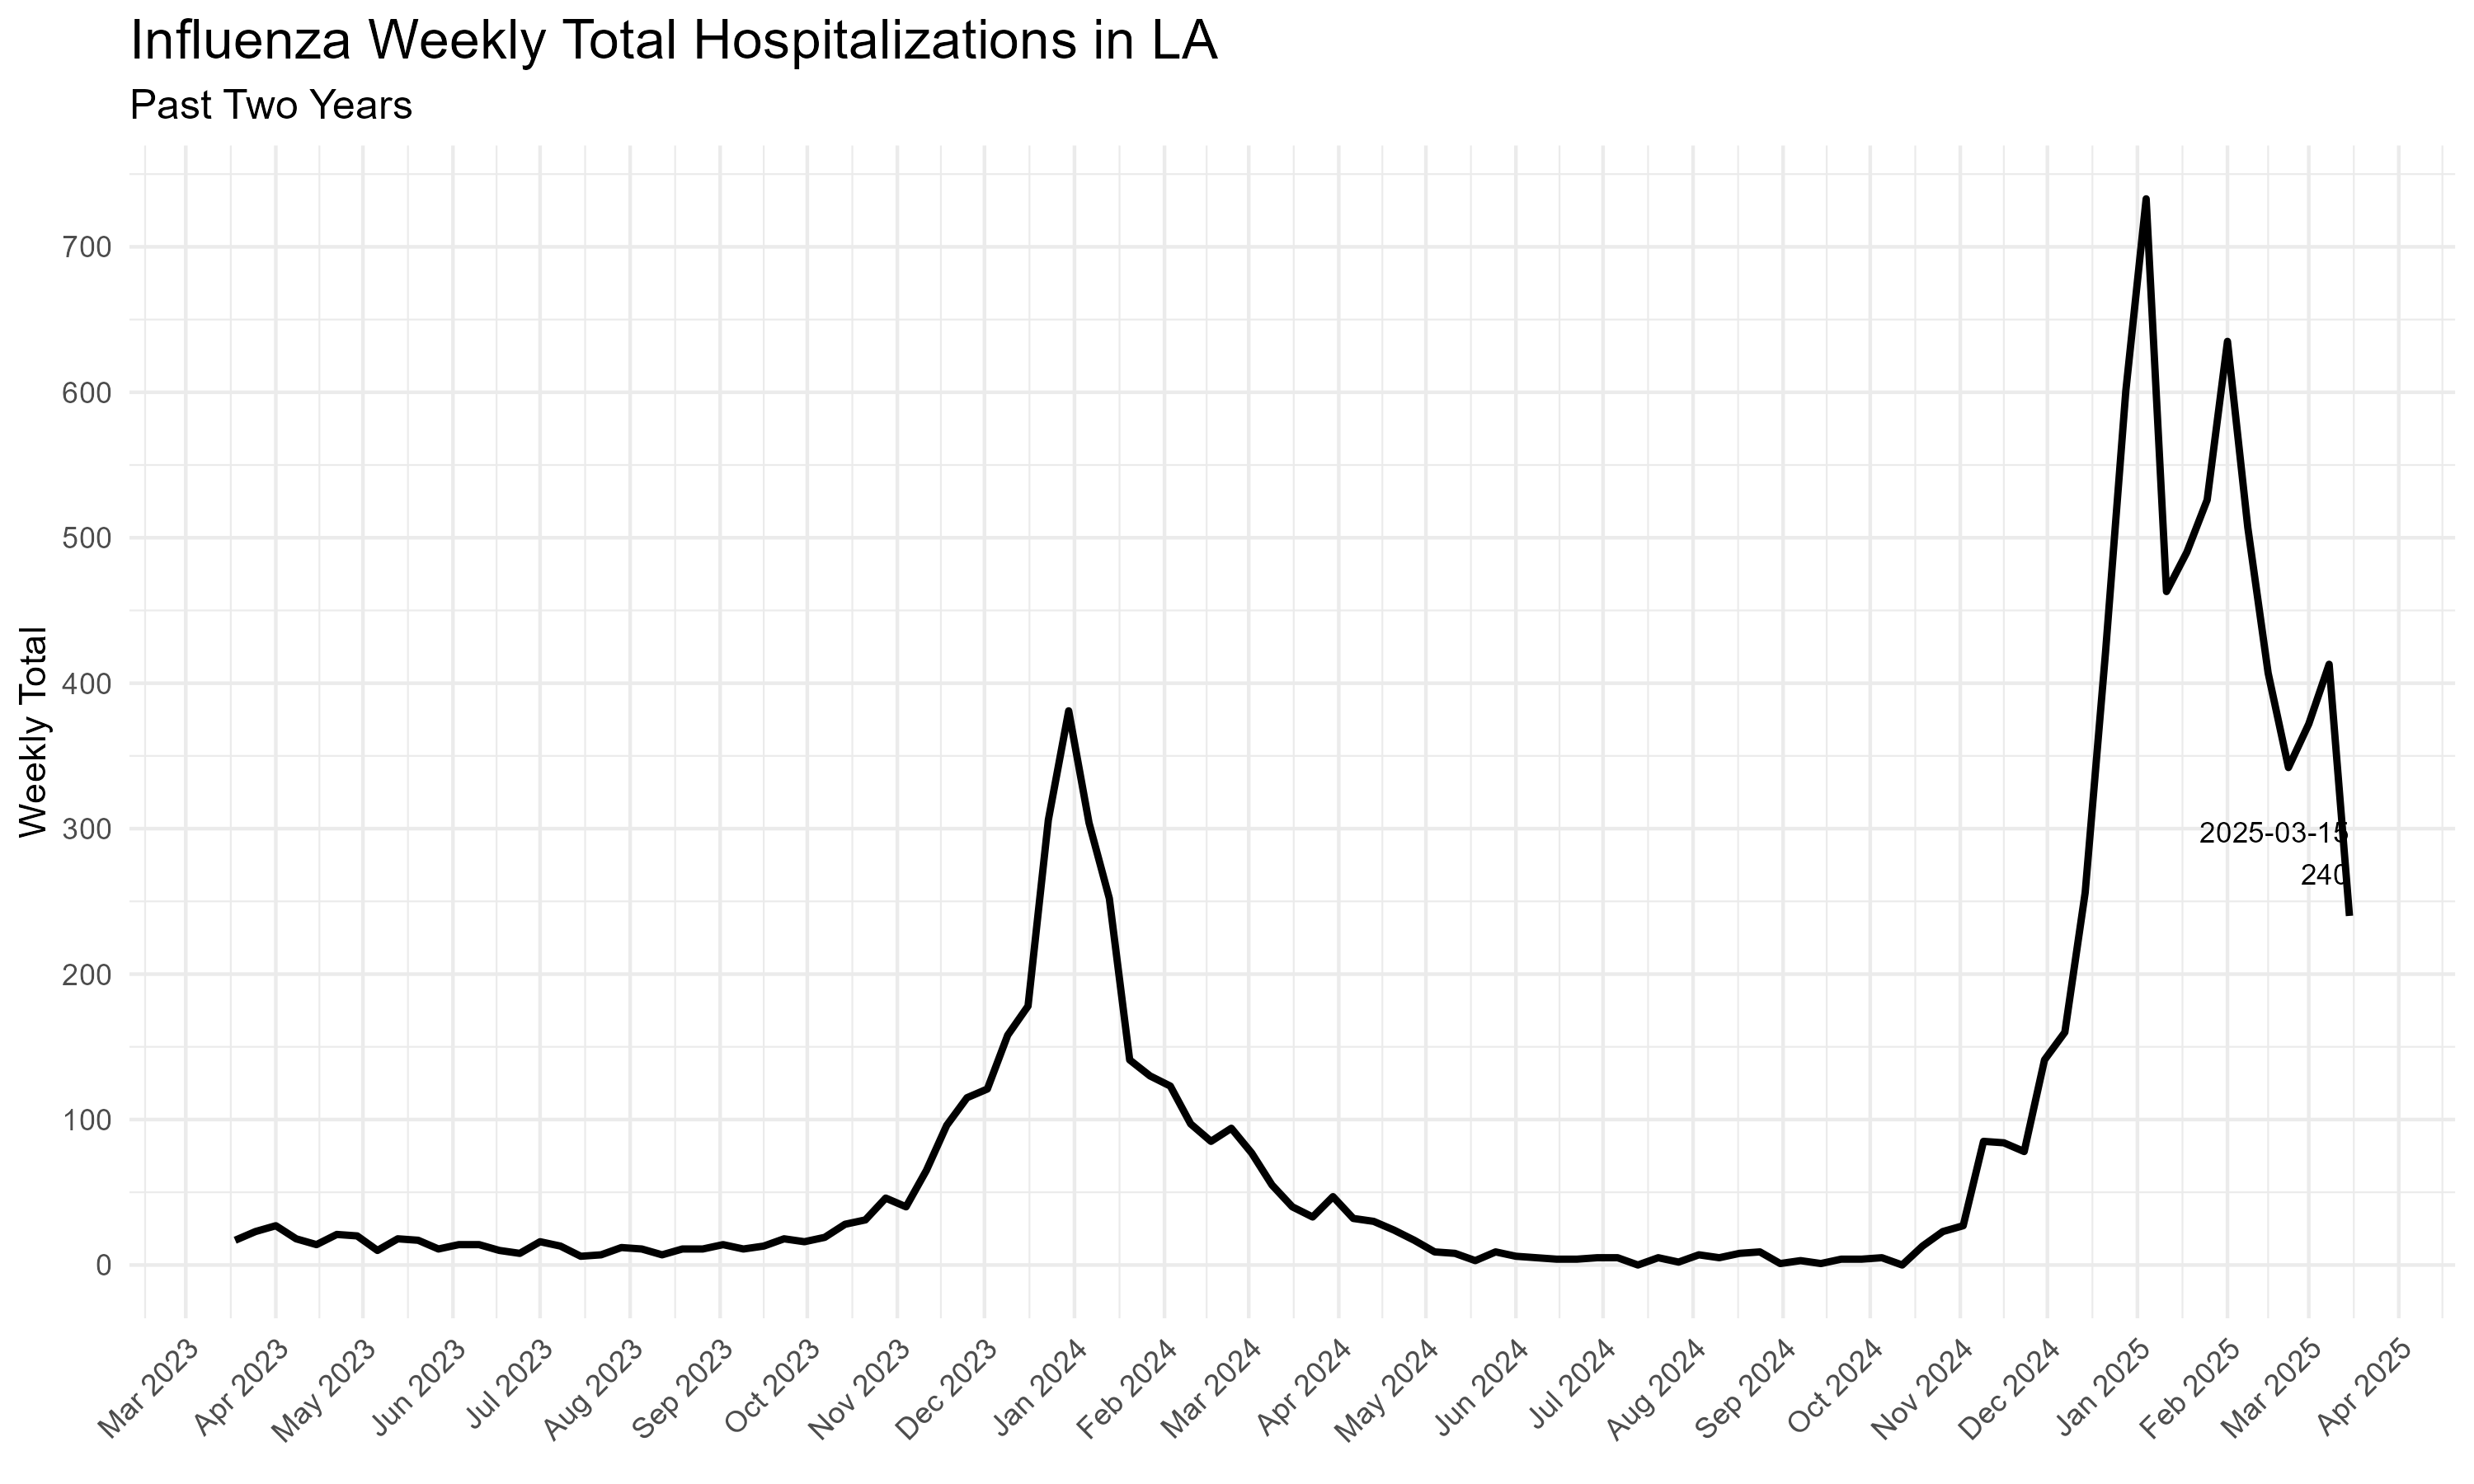 Influenza Weekly Total Hospitalizations in LA
Past Two Years
Weekly Total
700
600
500
400
300
200
100
0
2025-03-15
240
Mar 2023
Apr 2023
May 2023
Jun 2023
Jul 2023
Aug 2023
Sep 2023
Oct 2023
Nov 2023
Dec 2023
Jan 2024
Feb 2024
Mar 2024
Apr 2024
May 2024
Jun 2024
Jul 2024
Aug 2024
Sep 2024
Oct 2024
Nov 2024
Dec 2024
Jan 2025
Feb 2025
Mar 2025
Apr 2025